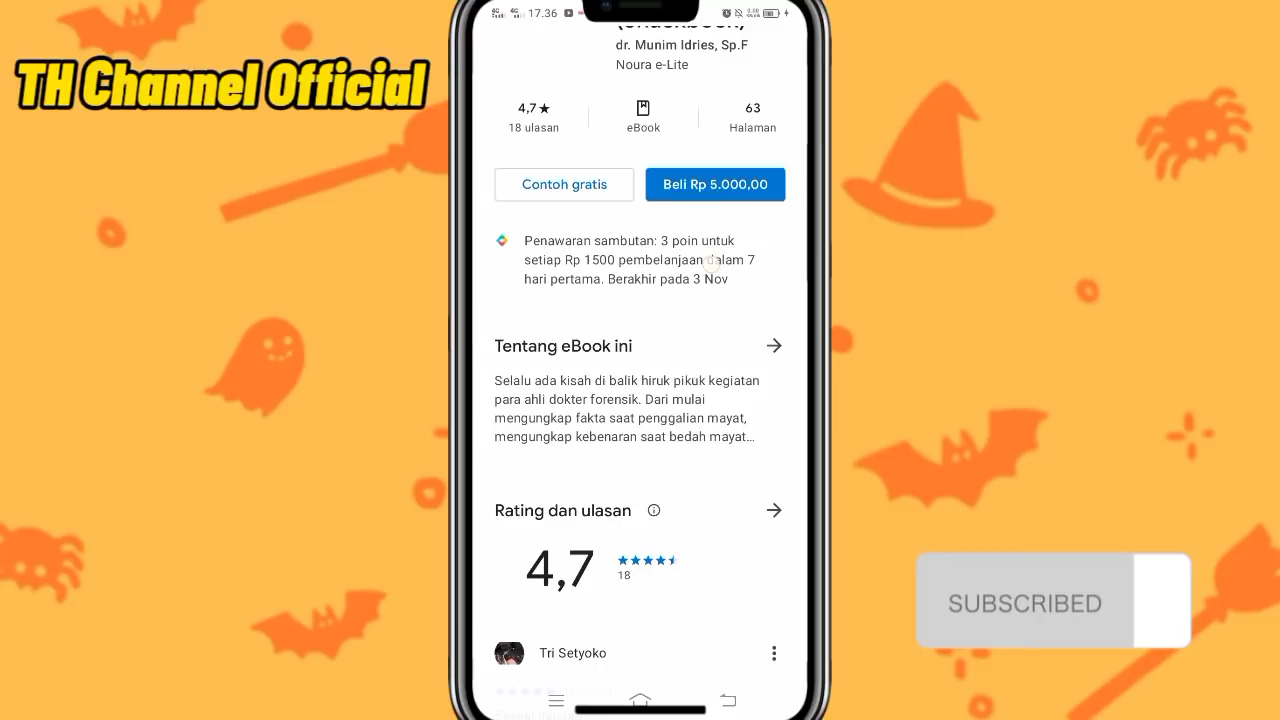 TH Channel Official
17.36
dr. Munim Idries, Sp.F
Noura e-Lite
4,7★
18 ulasan
eBook
63
Halaman
Contoh gratis
Beli Rp 5.000,00
Penawaran sambutan: 3 poin untuk
setiap Rp 1500 pembelanjaan dalam 7
hari pertama. Berakhir pada 3 Nov
Tentang eBook ini
Selalu ada kisah di balik hiruk pikuk kegiatan
para ahli dokter forensik. Dari mulai
mengungkap fakta saat penggalian mayat,
mengungkap kebenaran saat bedah mayat…
Rating dan ulasan
4,7
18
Tri Setyoko
SUBSCRIBED